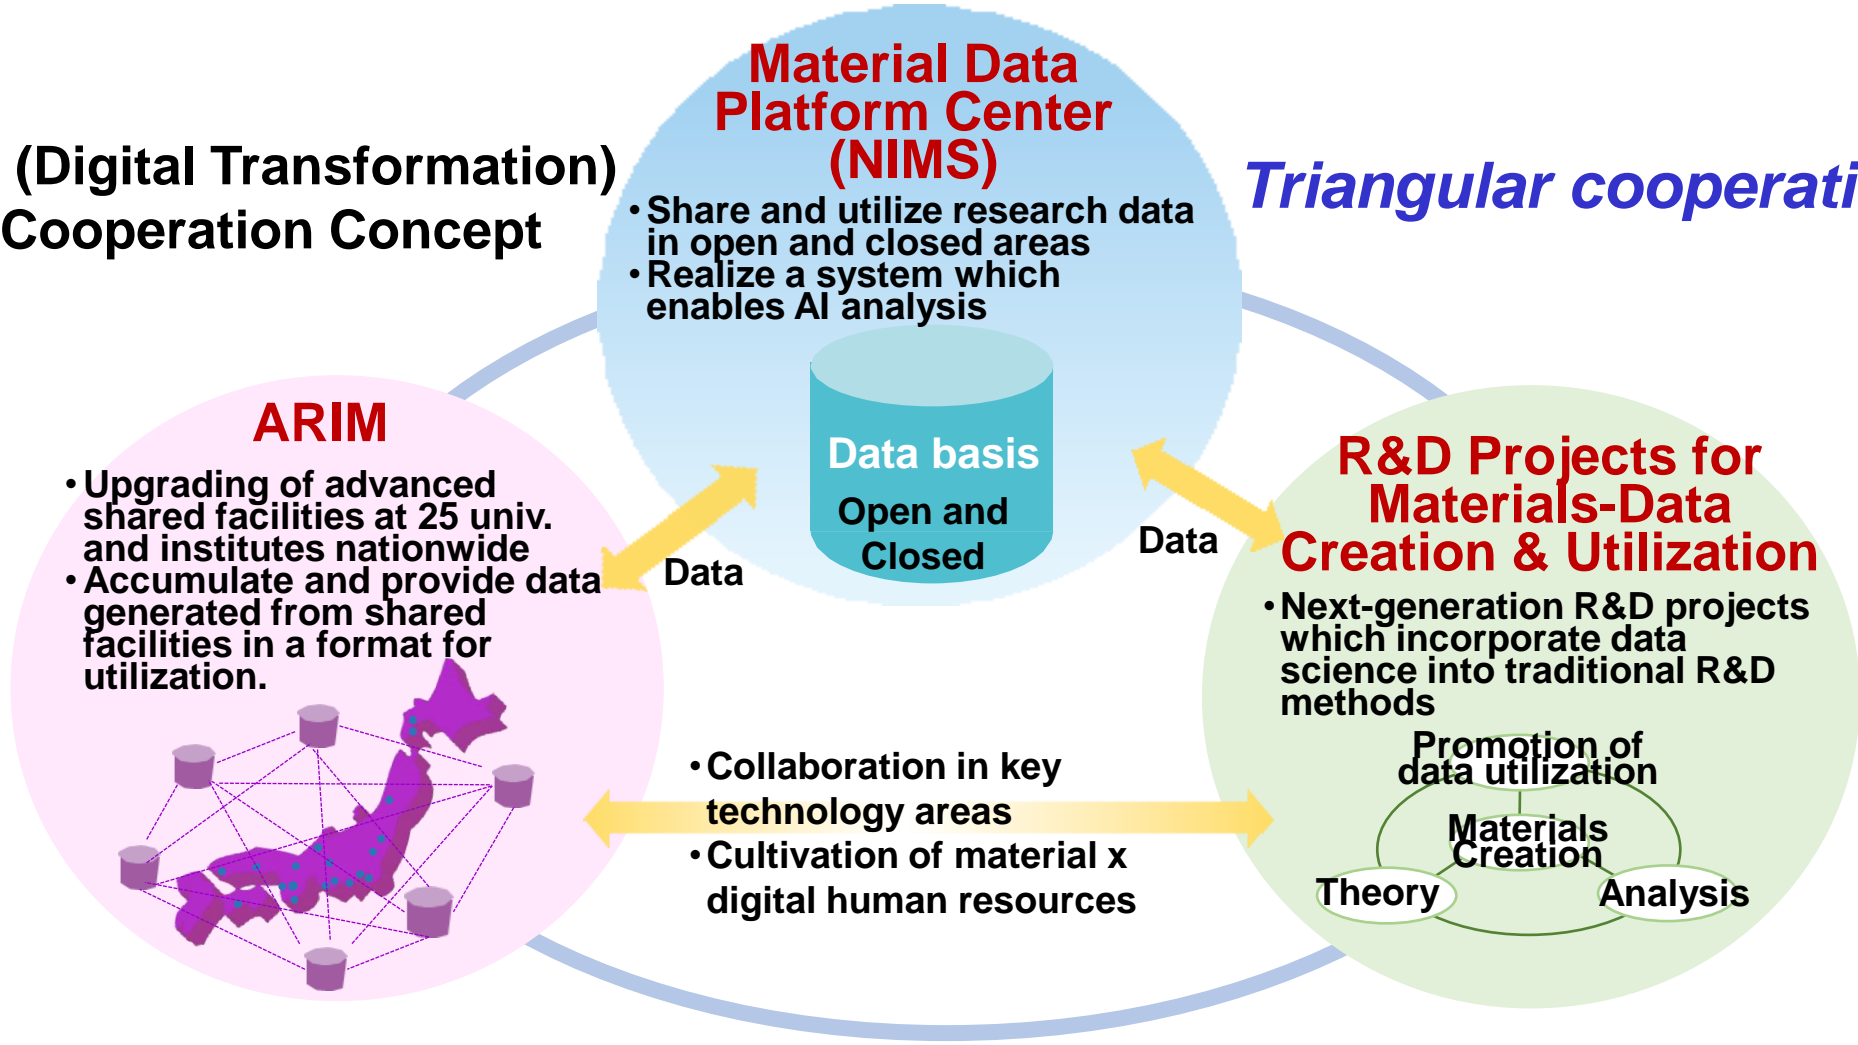 (Digital Transformation)
Cooperation Concept
Material Data
Platform Center
(NIMS)
• Share and utilize research data
in open and closed areas
• Realize a system which
enables AI analysis
Triangular cooperati
Data basis
Open and
Closed
ARIM
• Upgrading of advanced
shared facilities at 25 univ.
and institutes nationwide
• Accumulate and provide data
generated from shared
facilities in a format for
utilization.
Data
Data
R&D Projects for
Materials-Data
Creation & Utilization
• Next-generation R&D projects
which incorporate data
science into traditional R&D
methods
Promotion of
data utilization
Materials
Creation
Theory
Analysis
• Collaboration in key
technology areas
• Cultivation of material x
digital human resources